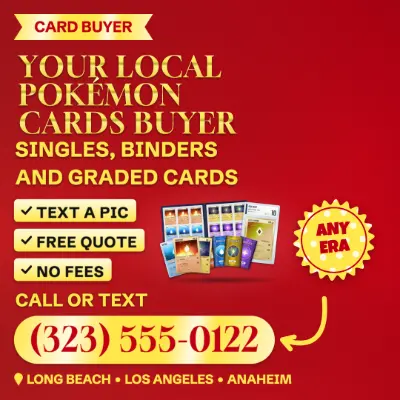 CARD BUYER
YOUR LOCAL
POKÉMON
CARDS BUYER
SINGLES, BINDERS
AND GRADED CARDS
TEXT A PIC
FREE QUOTE
NO FEES
ANY
ERA
CALL OR TEXT
(323) 555-0122
LONG BEACH • LOS ANGELES • ANAHEIM